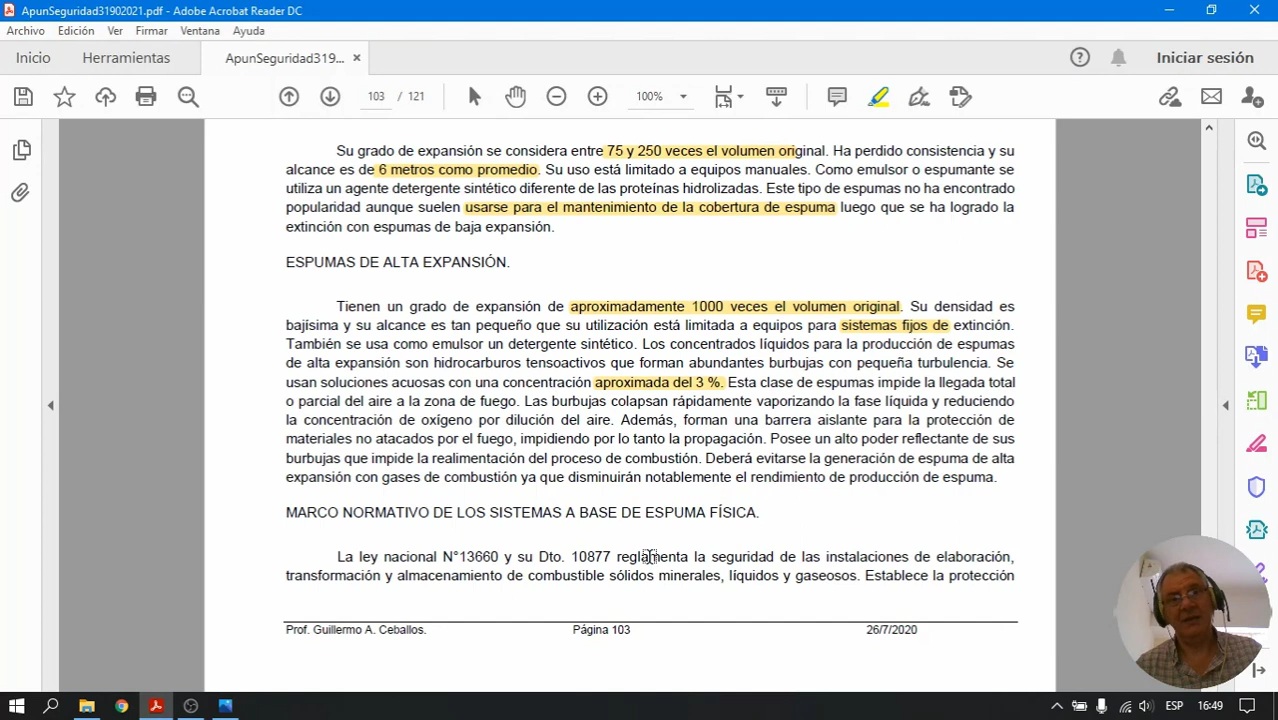 ApunSeguridad31902021.pdf - Adobe Acrobat Reader DC
Archivo Edición Ver Firmar Ventana Ayuda
Inicio Herramientas ApunSeguridad319... × Iniciar sesión
103 / 121 100%
Su grado de expansión se considera entre 75 y 250 veces el volumen original. Ha perdido consistencia y su
alcance es de 6 metros como promedio. Su uso está limitado a equipos manuales. Como emulsor o espumante se
utiliza un agente detergente sintético diferente de las proteínas hidrolizadas. Este tipo de espumas no ha encontrado
popularidad aunque suelen usarse para el mantenimiento de la cobertura de espuma luego que se ha logrado la
extinción con espumas de baja expansión.
ESPUMAS DE ALTA EXPANSIÓN.
Tienen un grado de expansión de aproximadamente 1000 veces el volumen original. Su densidad es
bajísima y su alcance es tan pequeño que su utilización está limitada a equipos para sistemas fijos de extinción.
También se usa como emulsor un detergente sintético. Los concentrados líquidos para la producción de espumas
de alta expansión son hidrocarburos tensoactivos que forman abundantes burbujas con pequeña turbulencia. Se
usan soluciones acuosas con una concentración aproximada del 3 %. Esta clase de espumas impide la llegada total
o parcial del aire a la zona de fuego. Las burbujas colapsan rápidamente vaporizando la fase líquida y reduciendo
la concentración de oxígeno por dilución del aire. Además, forman una barrera aislante para la protección de
materiales no atacados por el fuego, impidiendo por lo tanto la propagación. Posee un alto poder reflectante de sus
burbujas que impide la realimentación del proceso de combustión. Deberá evitarse la generación de espuma de alta
expansión con gases de combustión ya que disminuirán notablemente el rendimiento de producción de espuma.
MARCO NORMATIVO DE LOS SISTEMAS A BASE DE ESPUMA FÍSICA.
La ley nacional N°13660 y su Dto. 10877 reglamenta la seguridad de las instalaciones de elaboración,
transformación y almacenamiento de combustible sólidos minerales, líquidos y gaseosos. Establece la protección
Prof. Guillermo A. Ceballos. Página 103 26/7/2020
ESP 16:49